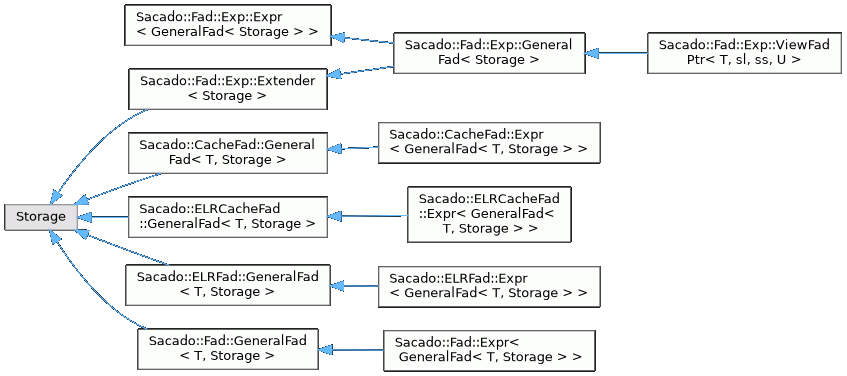 Sacado::Fad::Exp::Expr
< GeneralFad< Storage > >
Sacado::Fad::Exp::General
Fad< Storage >
Sacado::Fad::Exp::ViewFad
Ptr< T, sl, ss, U >
Sacado::Fad::Exp::Extender
< Storage >
Sacado::CacheFad::General
Fad< T, Storage >
Sacado::CacheFad::Expr
< GeneralFad< T, Storage > >
Storage
Sacado::ELRCacheFad
::GeneralFad< T, Storage >
Sacado::ELRCacheFad
::Expr< GeneralFad<
T, Storage > >
Sacado::ELRFad::GeneralFad
< T, Storage >
Sacado::ELRFad::Expr
< GeneralFad< T, Storage > >
Sacado::Fad::GeneralFad
< T, Storage >
Sacado::Fad::Expr<
GeneralFad< T, Storage > >